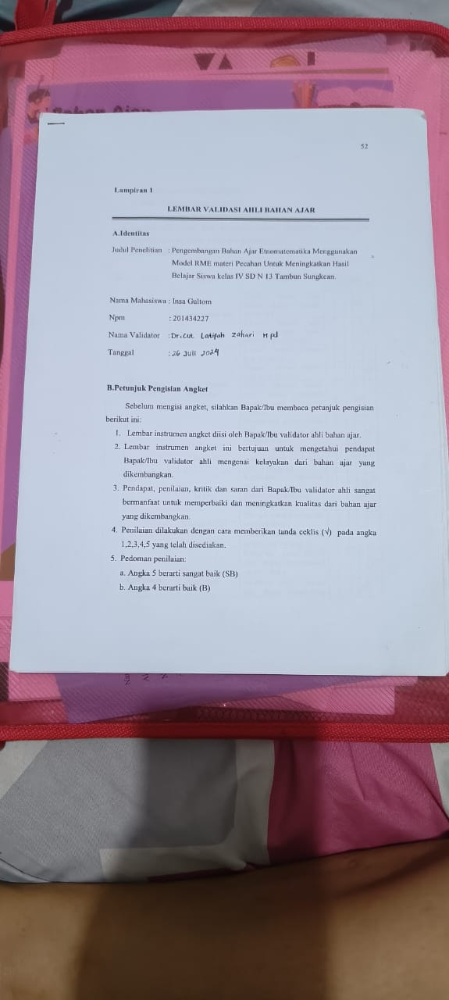 Bahan Ajar
52
Lampiran 1
LEMBAR VALIDASI AHLI BAHAN AJAR
A.Identitas
Judul Penelitian : Pengembangan Bahan Ajar Etnomatematika Menggunakan
Model RME materi Pecahan Untuk Meningkatkan Hasil
Belajar Siswa kelas IV SD N 13 Tambun Sungkean.
Nama Mahasiswa : Insa Gultom
Npm : 201434227
Nama Validator : Dr. Cut Latifah Zahari Mpd
Tanggal : 26 Juli 2024
B.Petunjuk Pengisian Angket
Sebelum mengisi angket, silahkan Bapak/Ibu membaca petunjuk pengisian
berikut ini:
1. Lembar instrumen angket diisi oleh Bapak/Ibu validator ahli bahan ajar.
2. Lembar instrumen angket ini bertujuan untuk mengetahui pendapat
Bapak/Ibu validator ahli mengenai kelayakan dari bahan ajar yang
dikembangkan.
3. Pendapat, penilaian, kritik dan saran dari Bapak/Ibu validator ahli sangat
bermanfaat untuk memperbaiki dan meningkatkan kualitas dari bahan ajar
yang dikembangkan.
4. Penilaian dilakukan dengan cara memberikan tanda ceklis (√) pada angka
1,2,3,4,5 yang telah disediakan.
5. Pedoman penilaian:
a. Angka 5 berarti sangat baik (SB)
b. Angka 4 berarti baik (B)